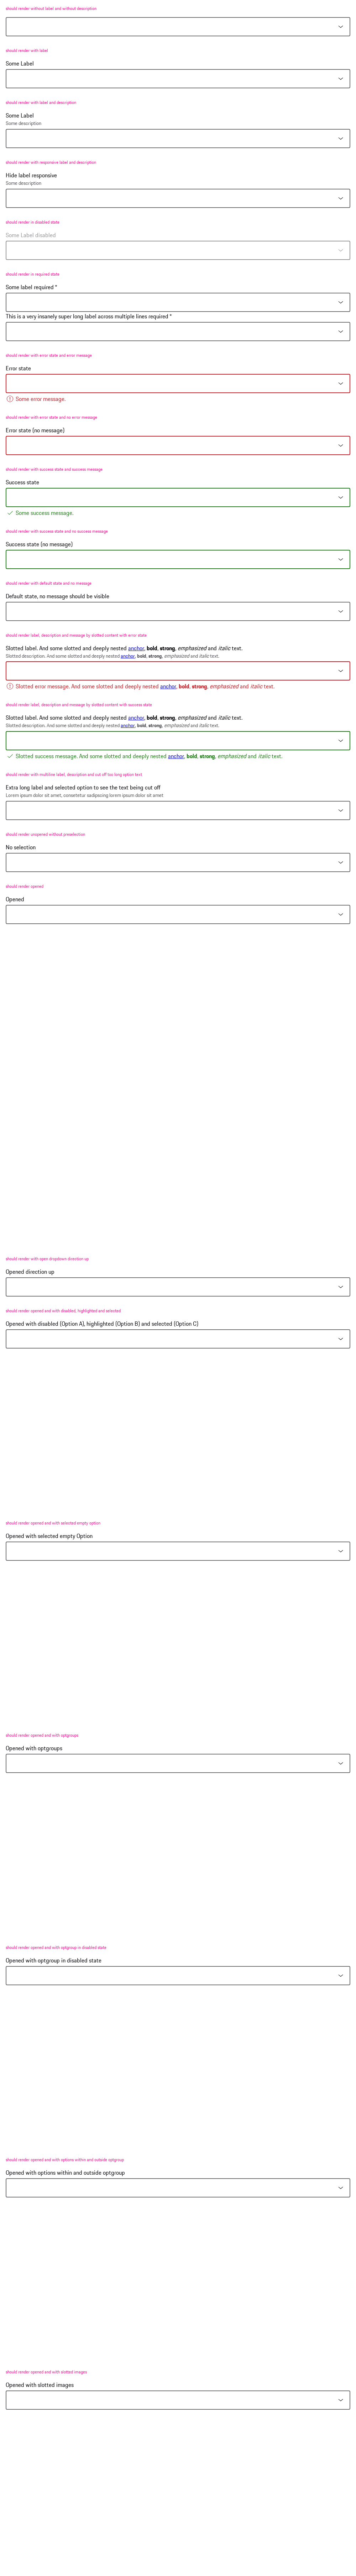 should render without label and without description
should render with label
Some Label
should render with label and description
Some Label
Some description
should render with responsive label and description
Hide label responsive
Some description
should render in disabled state
Some Label disabled
should render in required state
Some label required *
This is a very insanely super long label across multiple lines required *
should render with error state and error message
Error state
Some error message.
should render with error state and no error message
Error state (no message)
should render with success state and success message
Success state
Some success message.
should render with success state and no success message
Success state (no message)
should render with default state and no message
Default state, no message should be visible
should render label, description and message by slotted content with error state
Slotted label. And some slotted and deeply nested anchor, bold, strong, emphasized and italic text.
Slotted description. And some slotted and deeply nested anchor, bold, strong, emphasized and italic text.
Slotted error message. And some slotted and deeply nested anchor, bold, strong, emphasized and italic text.
should render label, description and message by slotted content with success state
Slotted label. And some slotted and deeply nested anchor, bold, strong, emphasized and italic text.
Slotted description. And some slotted and deeply nested anchor, bold, strong, emphasized and italic text.
Slotted success message. And some slotted and deeply nested anchor, bold, strong, emphasized and italic text.
should render with multiline label, description and cut off too long option text
Extra long label and selected option to see the text being cut off
Lorem ipsum dolor sit amet, consetetur sadipscing lorem ipsum dolor sit amet
should render unopened without preselection
No selection
should render opened
Opened
should render with open dropdown direction up
Opened direction up
should render opened and with disabled, highlighted and selected
Opened with disabled (Option A), highlighted (Option B) and selected (Option C)
should render opened and with selected empty option
Opened with selected empty Option
should render opened and with optgroups
Opened with optgroups
should render opened and with optgroup in disabled state
Opened with optgroup in disabled state
should render opened and with options within and outside optgroup
Opened with options within and outside optgroup
should render opened and with slotted images
Opened with slotted images